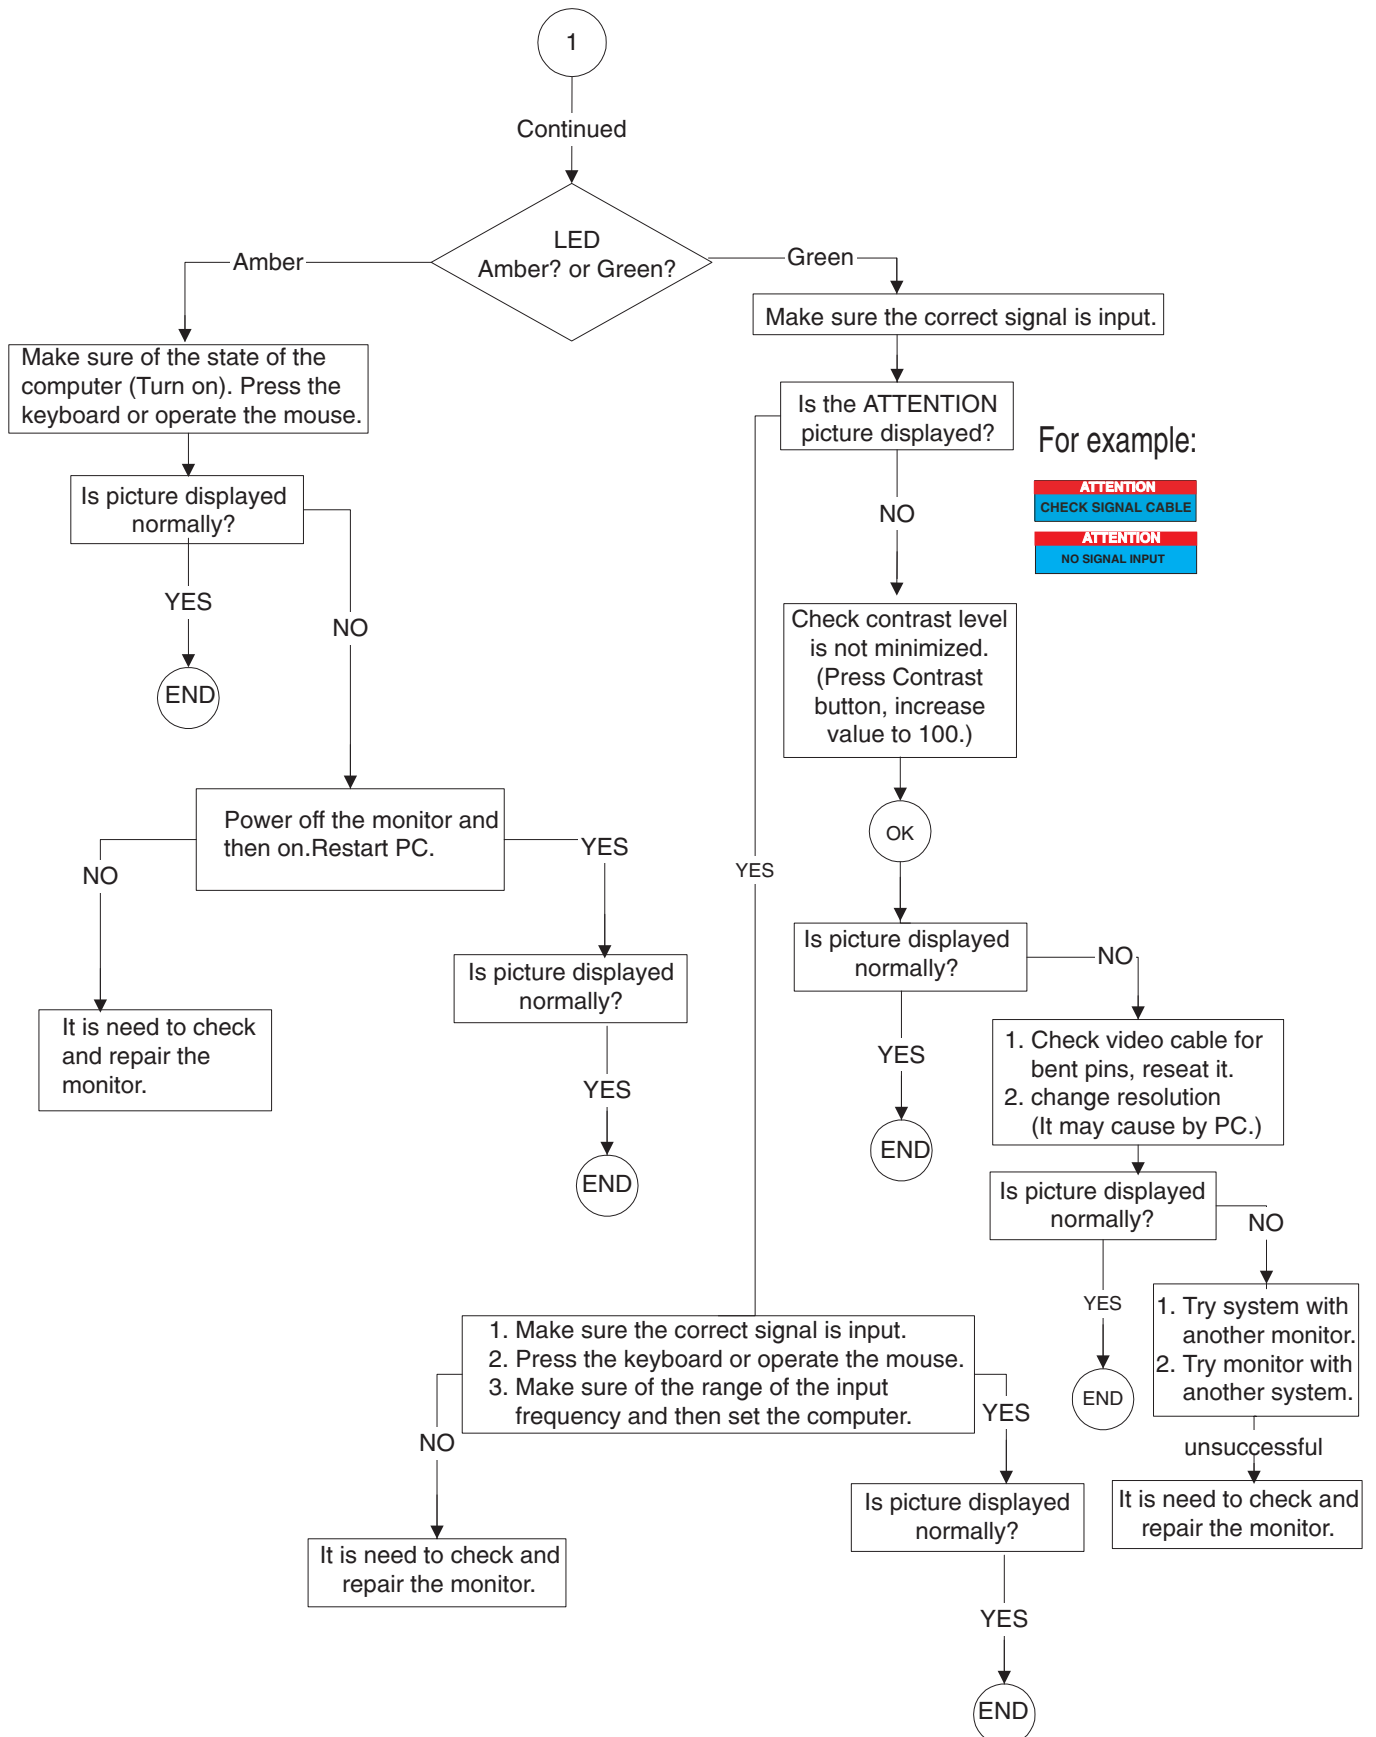 1
Continued
LED
Amber? or Green?
Amber
Green
Make sure of the state of the
computer (Turn on). Press the
keyboard or operate the mouse.
Is picture displayed
normally?
YES
END
NO
Power off the monitor and
then on.Restart PC.
NO
It is need to check
and repair the
monitor.
YES
Is picture displayed
normally?
YES
END
Make sure the correct signal is input.
Is the ATTENTION
picture displayed?
For example:
ATTENTION
CHECK SIGNAL CABLE
ATTENTION
NO SIGNAL INPUT
NO
Check contrast level
is not minimized.
(Press Contrast
button, increase
value to 100.)
OK
Is picture displayed
normally?
YES
END
NO
1. Check video cable for
bent pins, reseat it.
2. change resolution
(It may cause by PC.)
Is picture displayed
normally?
YES
END
NO
1. Try system with
another monitor.
2. Try monitor with
another system.
unsuccessful
It is need to check and
repair the monitor.
YES
1. Make sure the correct signal is input.
2. Press the keyboard or operate the mouse.
3. Make sure of the range of the input
frequency and then set the computer.
NO
It is need to check and
repair the monitor.
YES
Is picture displayed
normally?
YES
END